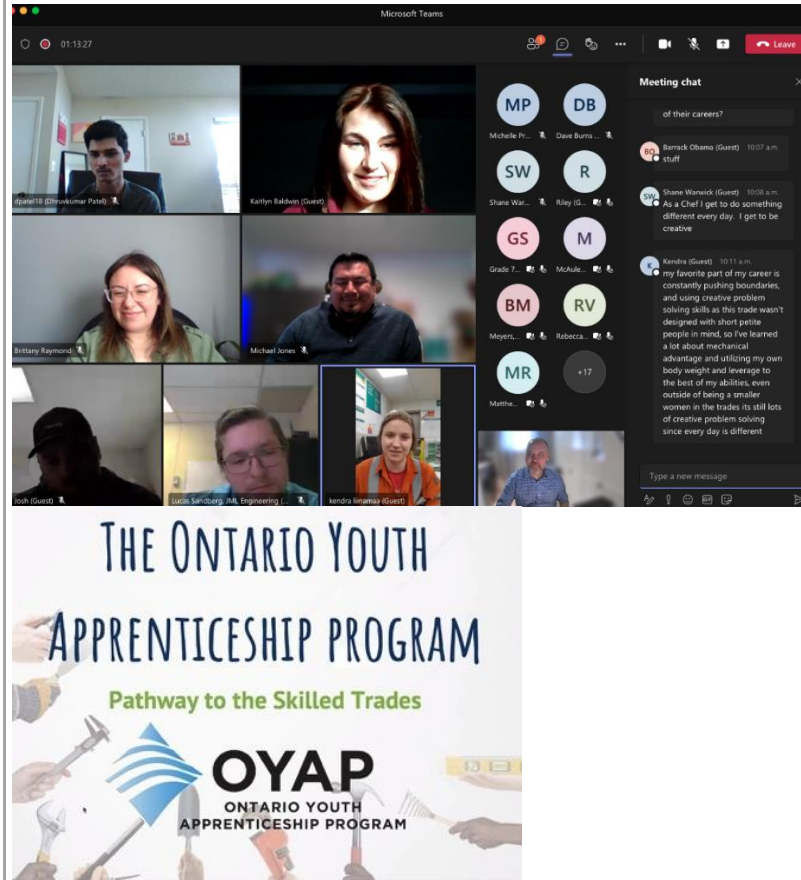 Microsoft Teams
01:13:27
Leave
Meeting chat
of their careers?
BO
Barrack Obama (Guest) 10:07 a.m.
stuff
SW
Shane Warwick (Guest) 10:08 a.m.
As a Chef I get to do something
different every day. I get to be
creative
K
Kendra (Guest) 10:11 a.m.
my favorite part of my career is
constantly pushing boundaries,
and using creative problem
solving skills as this trade wasn't
designed with short petite
people in mind, so I've learned
a lot about mechanical
advantage and utilizing my own
body weight and leverage to
the best of my abilities, even
outside of being a smaller
women in the trades its still lots
of creative problem solving
since every day is different
Type a new message
MP DB
Michelle Pr... Dave Burns ...
SW R
Shane War... Riley (G...
GS M
Grade 7... McAule...
BM RV
Meyers,... Rebecca...
MR +17
Matthe...
dpatel18 (Dhruvkumar Patel)
Kaitlyn Baldwin (Guest)
Brittany Raymond
Michael Jones
Josh (Guest)
Lucas Sandberg, JML Engineering (...
kendra liinamaa (Guest)
THE ONTARIO YOUTH
APPRENTICESHIP PROGRAM
Pathway to the Skilled Trades
OYAP
ONTARIO YOUTH
APPRENTICESHIP PROGRAM